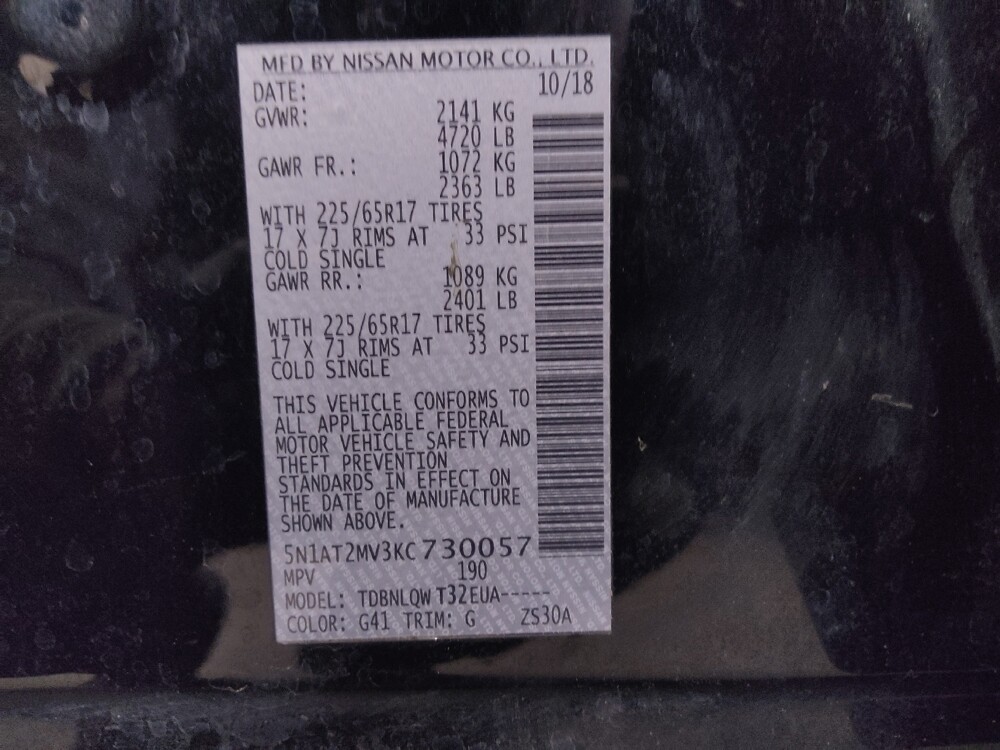 MFD BY NISSAN MOTOR CO., LTD.
DATE: 10/18
GVWR: 2141 KG
4720 LB
GAWR FR.: 1072 KG
2363 LB
WITH 225/65R17 TIRES
17 X 7J RIMS AT 33 PSI
COLD SINGLE
GAWR RR.: 1089 KG
2401 LB
WITH 225/65R17 TIRES
17 X 7J RIMS AT 33 PSI
COLD SINGLE
THIS VEHICLE CONFORMS TO
ALL APPLICABLE FEDERAL
MOTOR VEHICLE SAFETY AND
THEFT PREVENTION
STANDARDS IN EFFECT ON
THE DATE OF MANUFACTURE
SHOWN ABOVE.
5N1AT2MV3KC730057
MPV 190
MODEL: TDBNLQW T32EUA-----
COLOR: G41 TRIM: G ZS30A